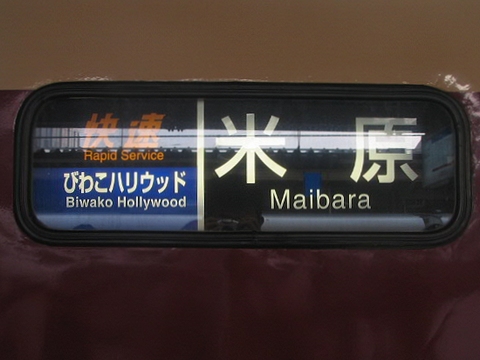 快速
Rapid Service
びわこハリウッド
Biwako Hollywood
米原
Maibara